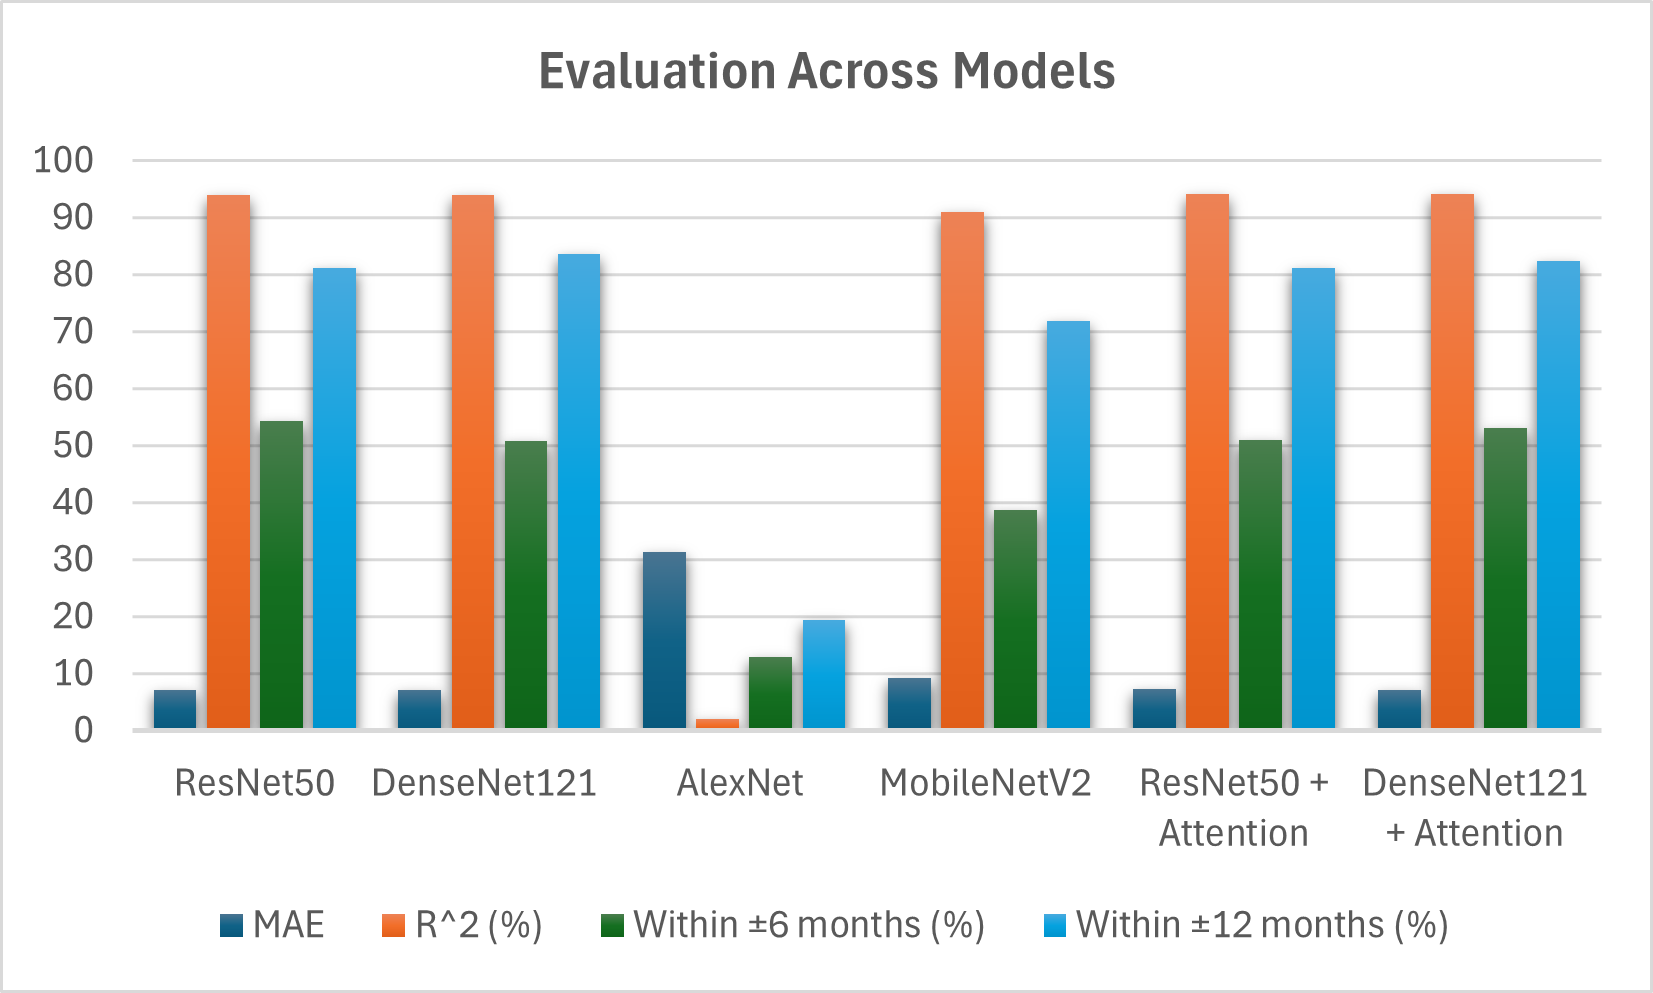 Evaluation Across Models
100
90
80
70
60
50
40
30
20
10
0
ResNet50
DenseNet121
AlexNet
MobileNetV2
ResNet50 +
Attention
DenseNet121
+ Attention
MAE
R^2 (%)
Within ±6 months (%)
Within ±12 months (%)